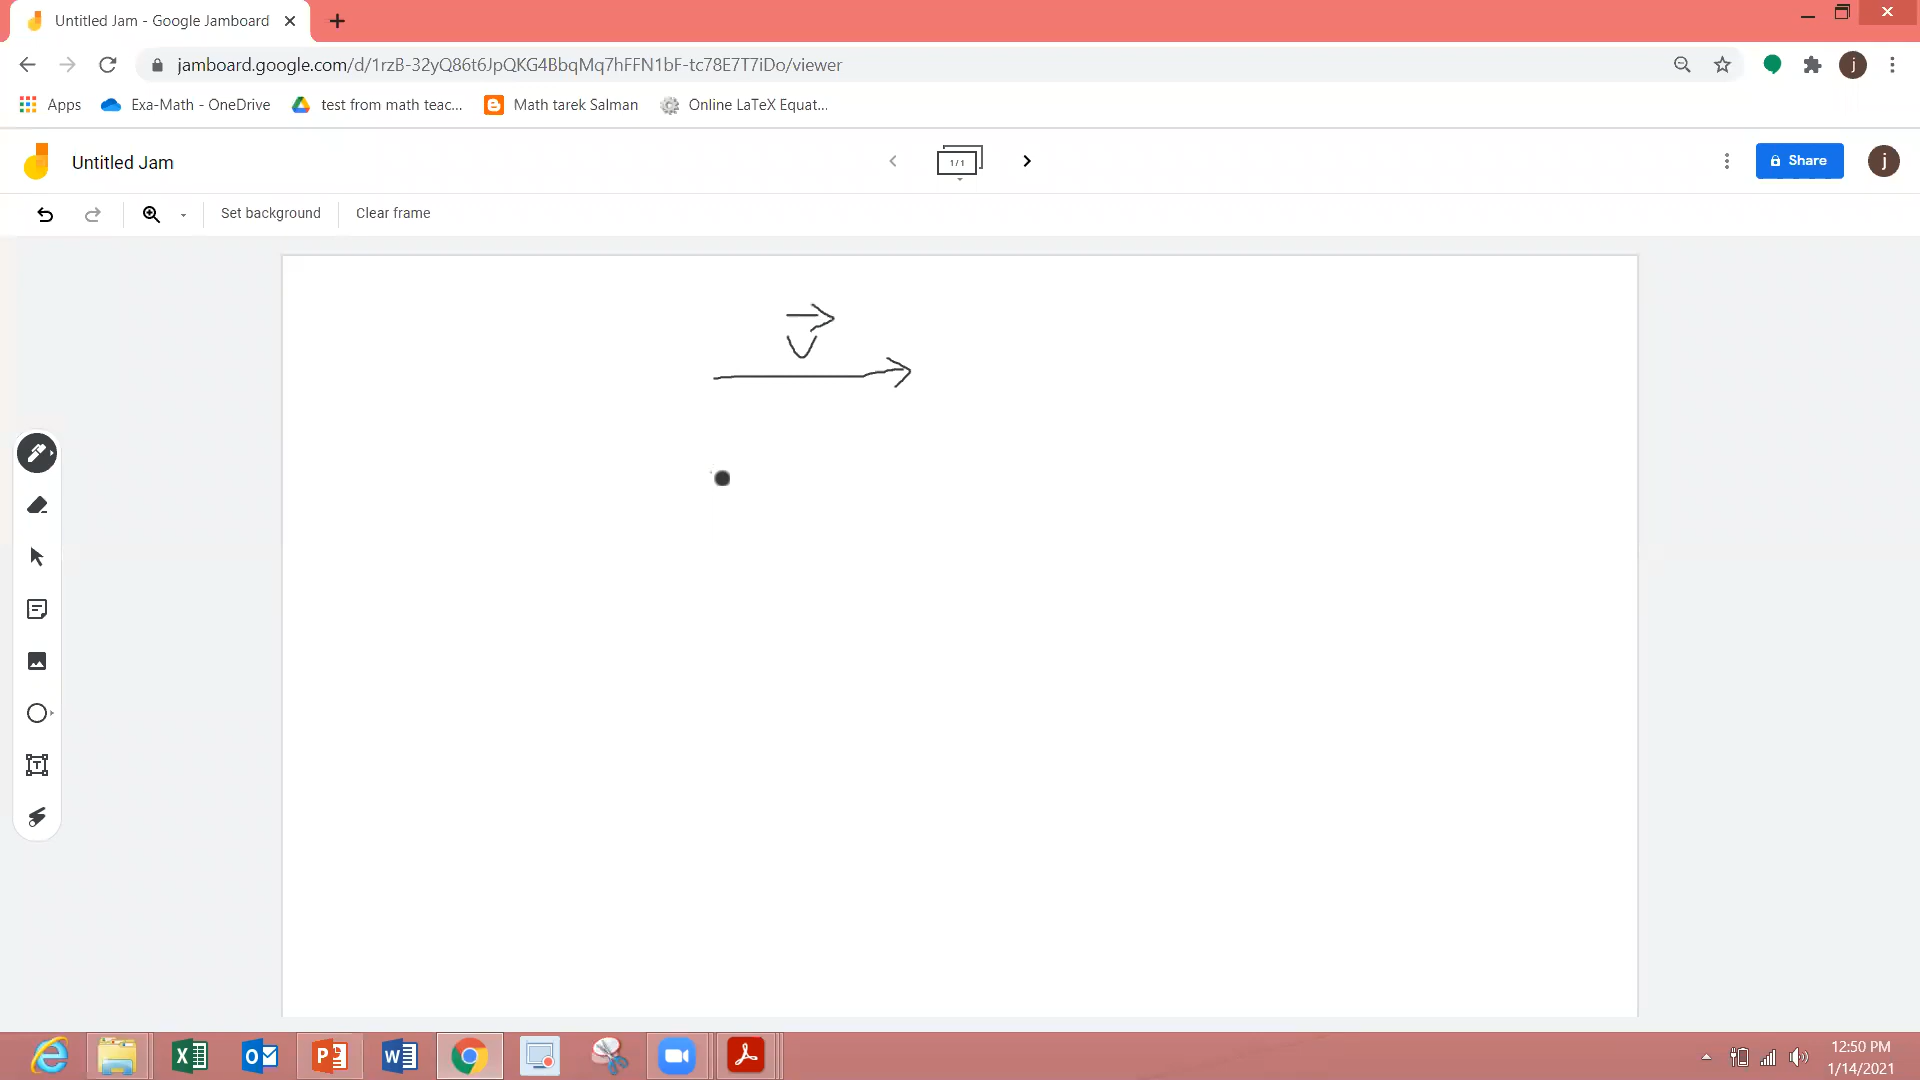 Untitled Jam - Google Jamboard
jamboard.google.com/d/1rzB-32yQ86t6JpQKG4BbqMq7hFFN1bF-tc78E7T7iDo/viewer
j
Apps Exa-Math - OneDrive test from math teac... Math tarek Salman Online LaTeX Equat...
Untitled Jam 1/1 Share j
Set background Clear frame
V
12:50 PM
1/14/2021